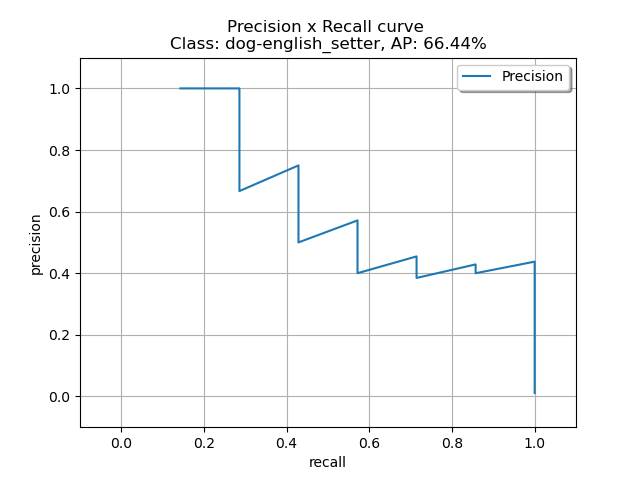 Precision x Recall curve
Class: dog-english_setter, AP: 66.44%
Precision
1.0
0.8
0.6
0.4
0.2
0.0
precision
0.0 0.2 0.4 0.6 0.8 1.0
recall